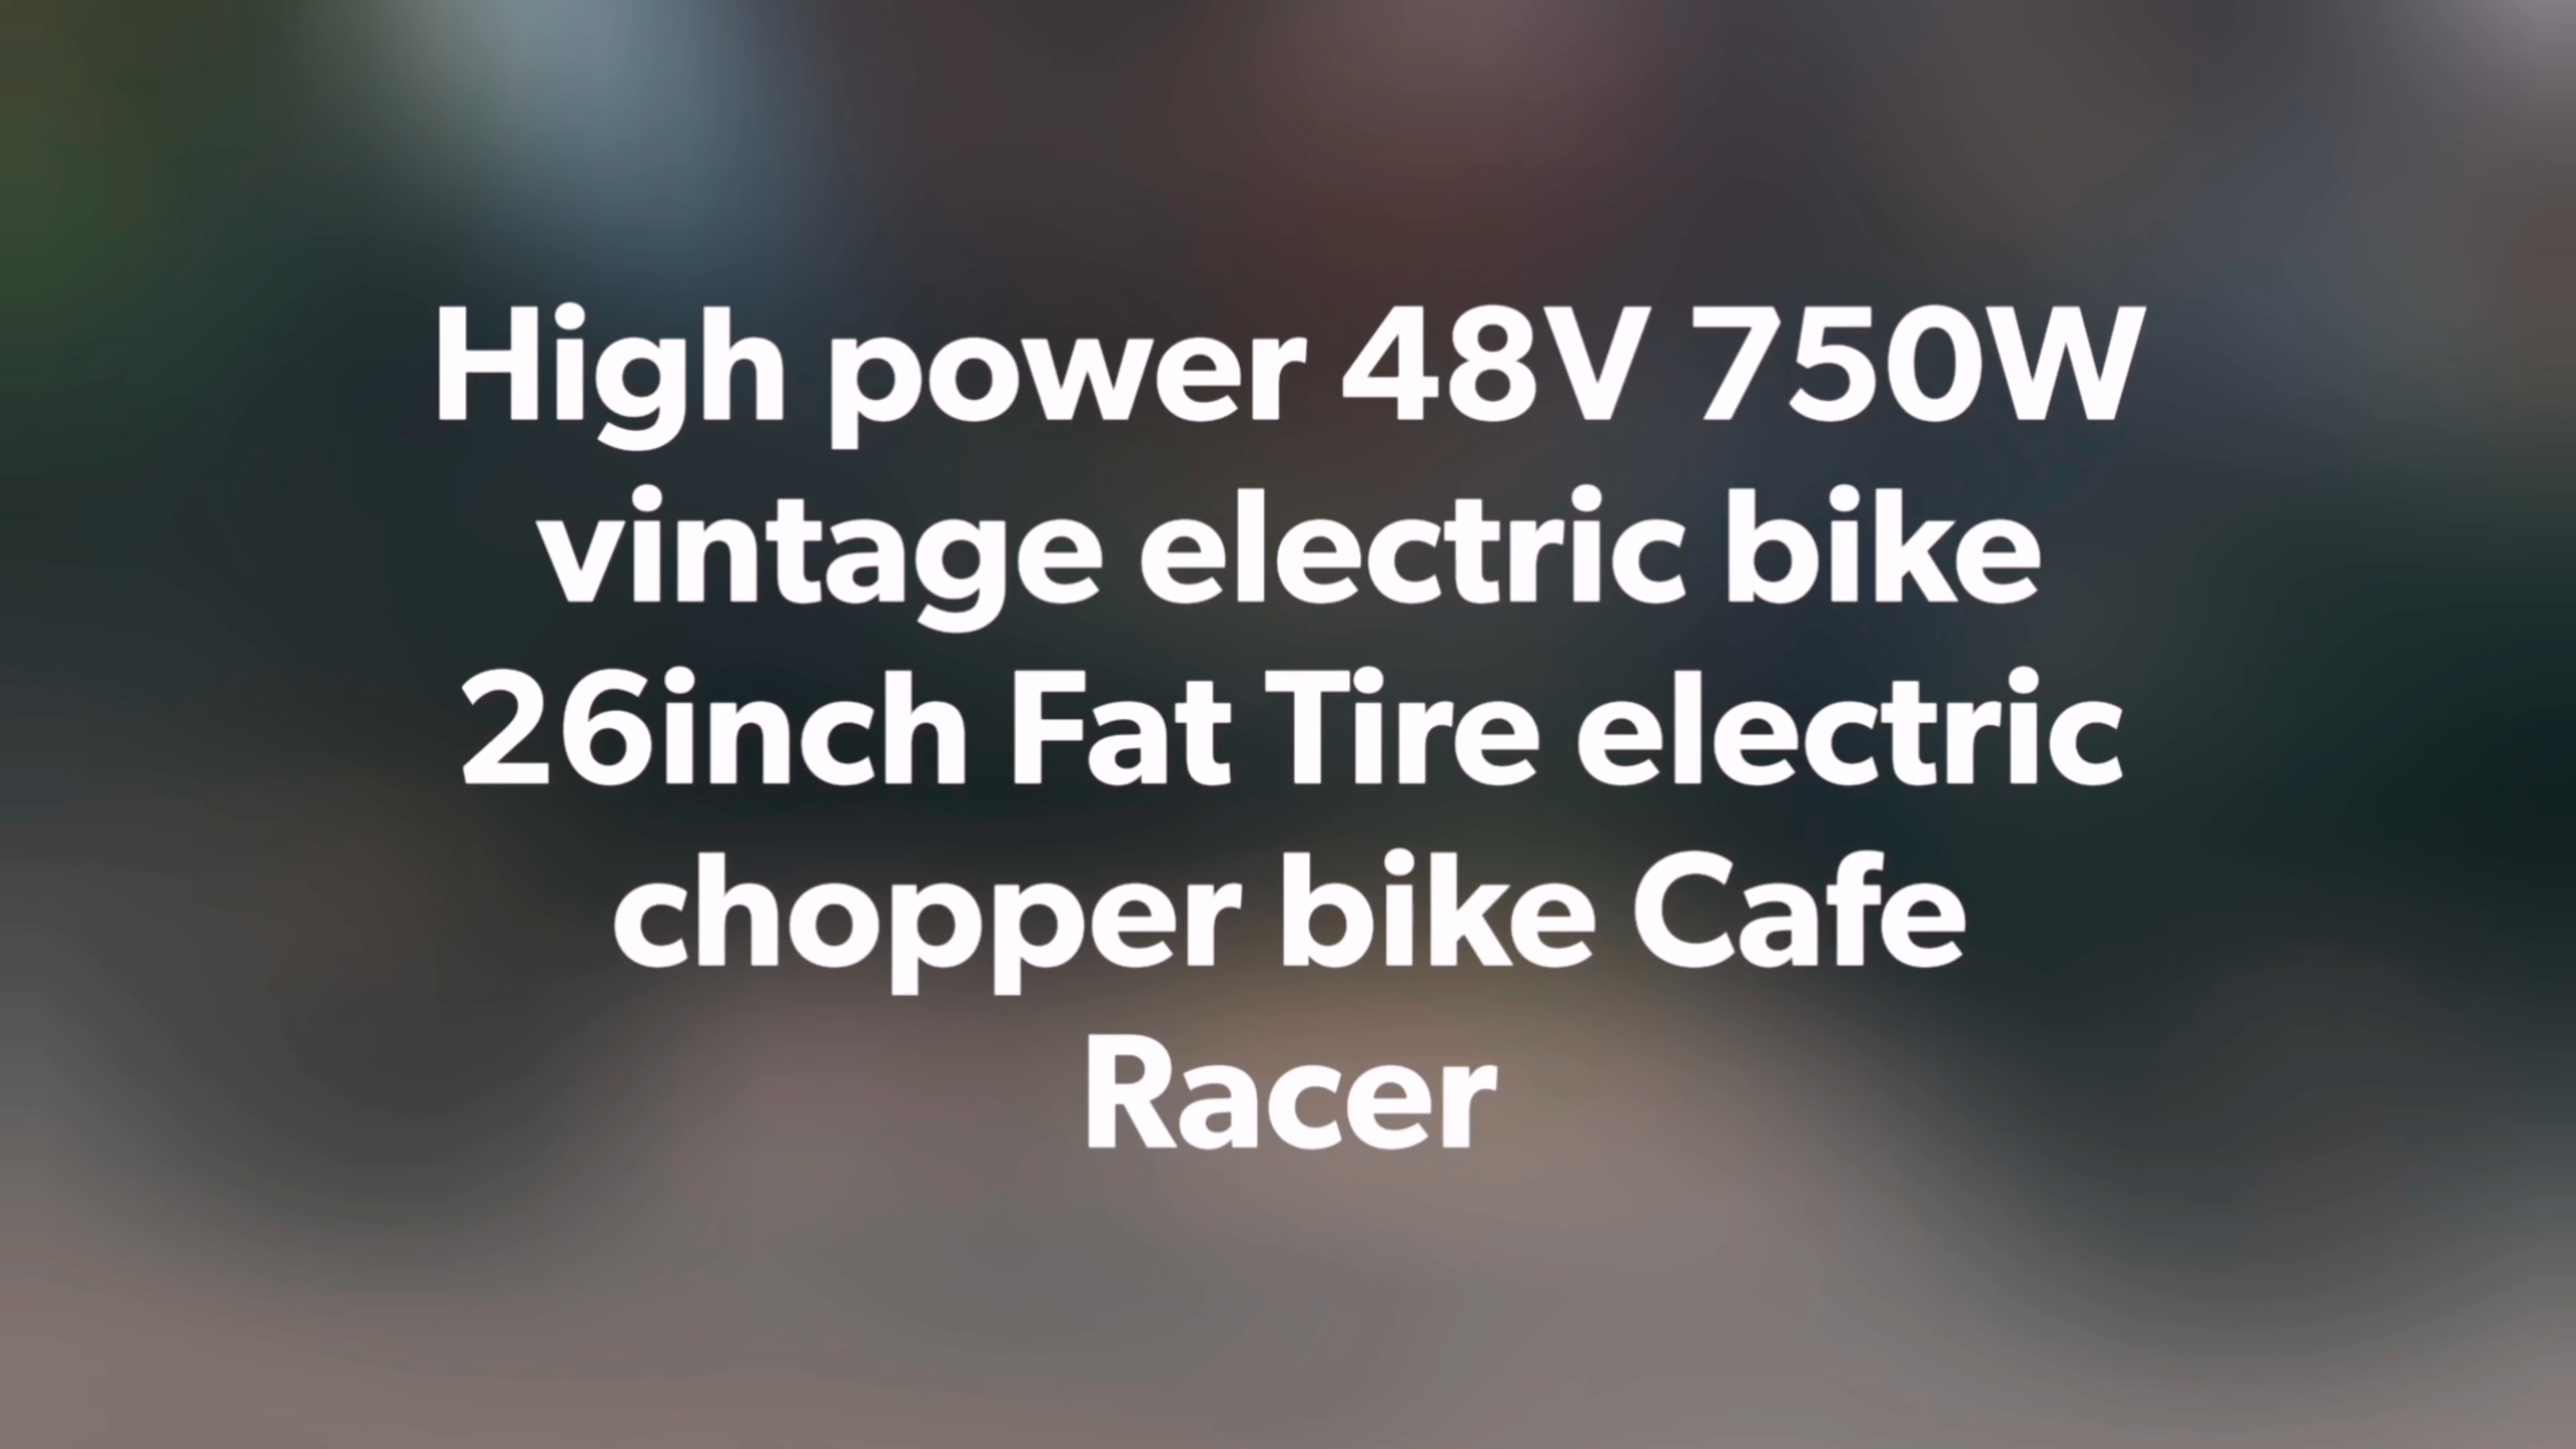 High power 48V 750W
vintage electric bike
26inch Fat Tire electric
chopper bike Cafe
Racer